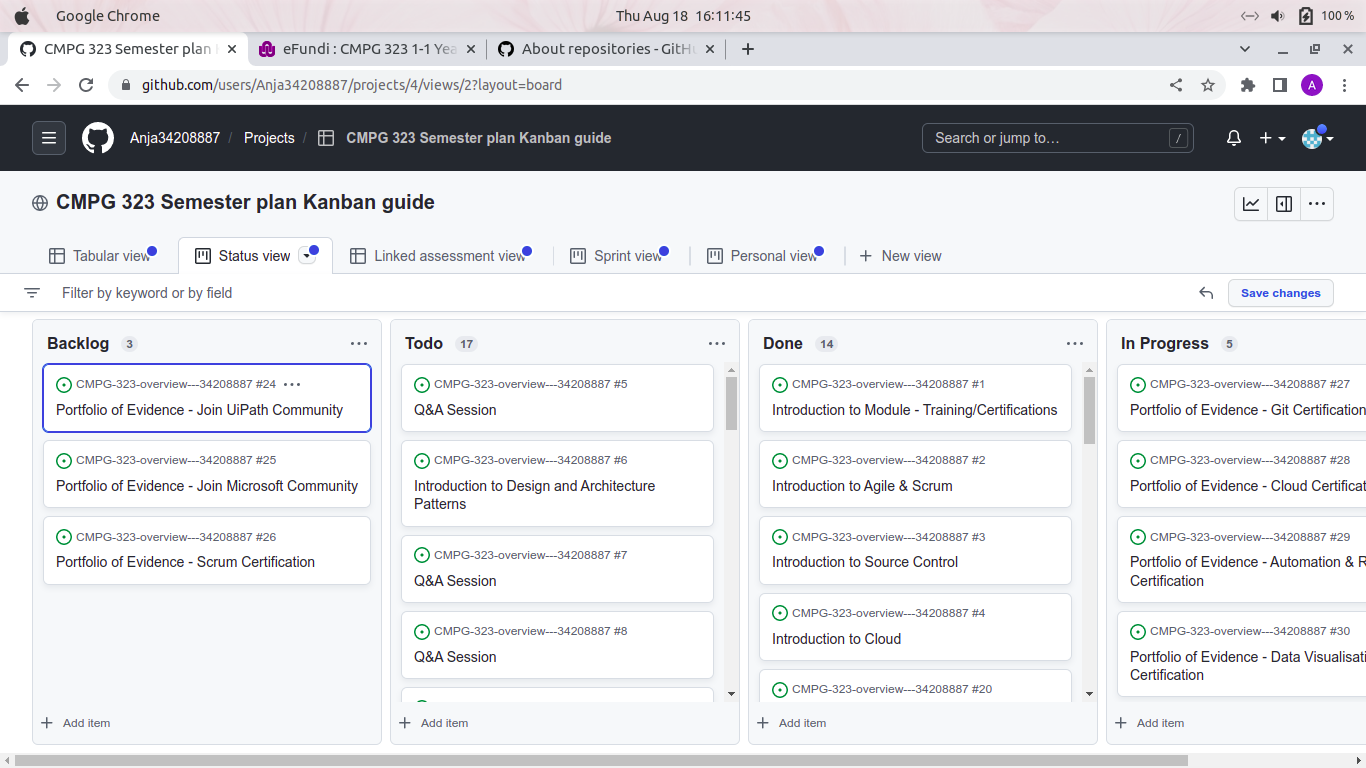 Google Chrome
Thu Aug 18 16:11:45
100 %
CMPG 323 Semester plan
eFundi : CMPG 323 1-1 Yea
About repositories - GitH
github.com/users/Anja34208887/projects/4/views/2?layout=board
A
Anja34208887 / Projects / CMPG 323 Semester plan Kanban guide
Search or jump to… /
CMPG 323 Semester plan Kanban guide
Tabular view
Status view
Linked assessment view
Sprint view
Personal view
New view
Filter by keyword or by field
Save changes
Backlog 3
CMPG-323-overview---34208887 #24
Portfolio of Evidence - Join UiPath Community
CMPG-323-overview---34208887 #25
Portfolio of Evidence - Join Microsoft Community
CMPG-323-overview---34208887 #26
Portfolio of Evidence - Scrum Certification
Add item
Todo 17
CMPG-323-overview---34208887 #5
Q&A Session
CMPG-323-overview---34208887 #6
Introduction to Design and Architecture
Patterns
CMPG-323-overview---34208887 #7
Q&A Session
CMPG-323-overview---34208887 #8
Q&A Session
Add item
Done 14
CMPG-323-overview---34208887 #1
Introduction to Module - Training/Certifications
CMPG-323-overview---34208887 #2
Introduction to Agile & Scrum
CMPG-323-overview---34208887 #3
Introduction to Source Control
CMPG-323-overview---34208887 #4
Introduction to Cloud
CMPG-323-overview---34208887 #20
Add item
In Progress 5
CMPG-323-overview---34208887 #27
Portfolio of Evidence - Git Certification
CMPG-323-overview---34208887 #28
Portfolio of Evidence - Cloud Certificat
CMPG-323-overview---34208887 #29
Portfolio of Evidence - Automation & R
Certification
CMPG-323-overview---34208887 #30
Portfolio of Evidence - Data Visualisati
Certification
Add item